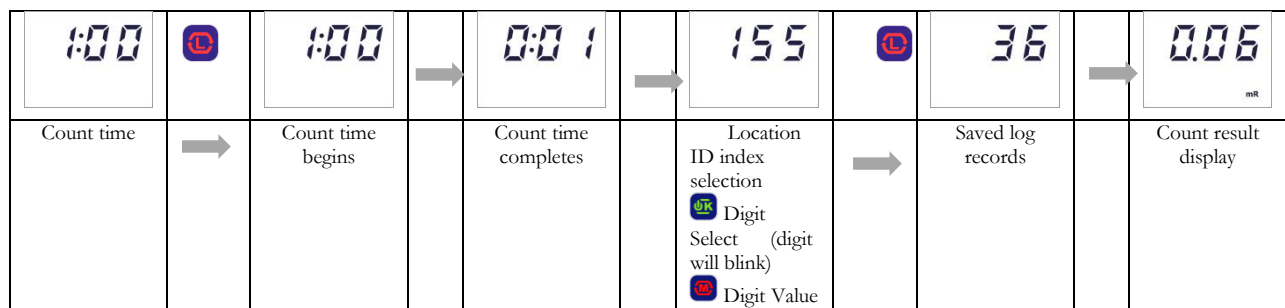 1:00
L
1:00
0:01
155
L
36
0.06
mR
Count time
Count time
begins
Count time
completes
Location
ID index
selection
OK Digit
Select (digit
will blink)
M Digit Value
Saved log
records
Count result
display